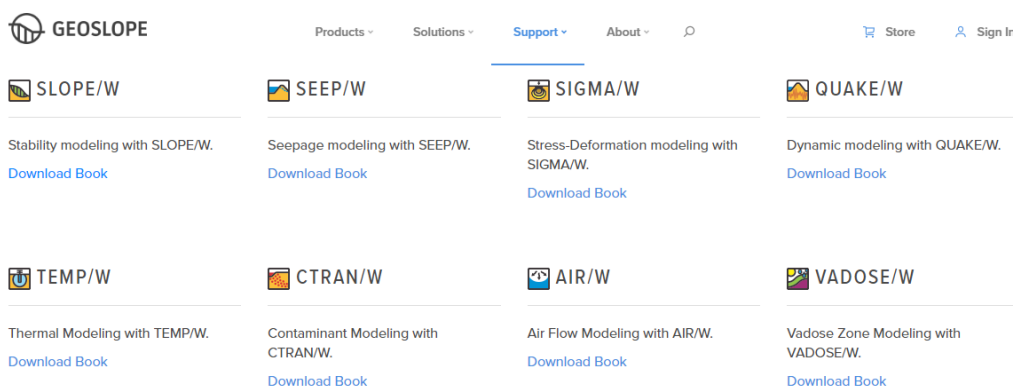 GEOSLOPE
Products Solutions Support About Store Sign In
SLOPE/W SEEP/W SIGMA/W QUAKE/W
Stability modeling with SLOPE/W. Seepage modeling with SEEP/W. Stress-Deformation modeling with Dynamic modeling with QUAKE/W.
SIGMA/W.
Download Book Download Book Download Book
Download Book
TEMP/W CTRAN/W AIR/W VADOSE/W
Thermal Modeling with TEMP/W. Contaminant Modeling with Air Flow Modeling with AIR/W. Vadose Zone Modeling with
CTRAN/W. VADOSE/W.
Download Book Download Book
Download Book Download Book